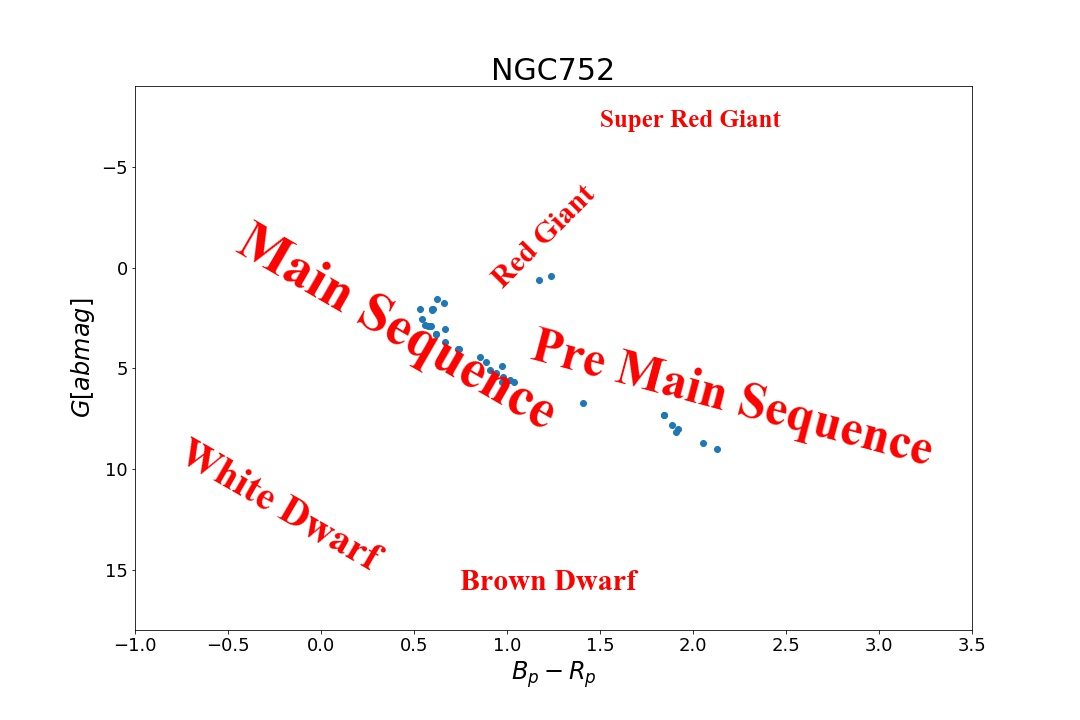 NGC752
Super Red Giant
−5
Red Giant
0
Main Sequence
5
Pre Main Sequence
10
White Dwarf
15
Brown Dwarf
G[abmag]
−1.0 −0.5 0.0 0.5 1.0 1.5 2.0 2.5 3.0 3.5
Bp − Rp